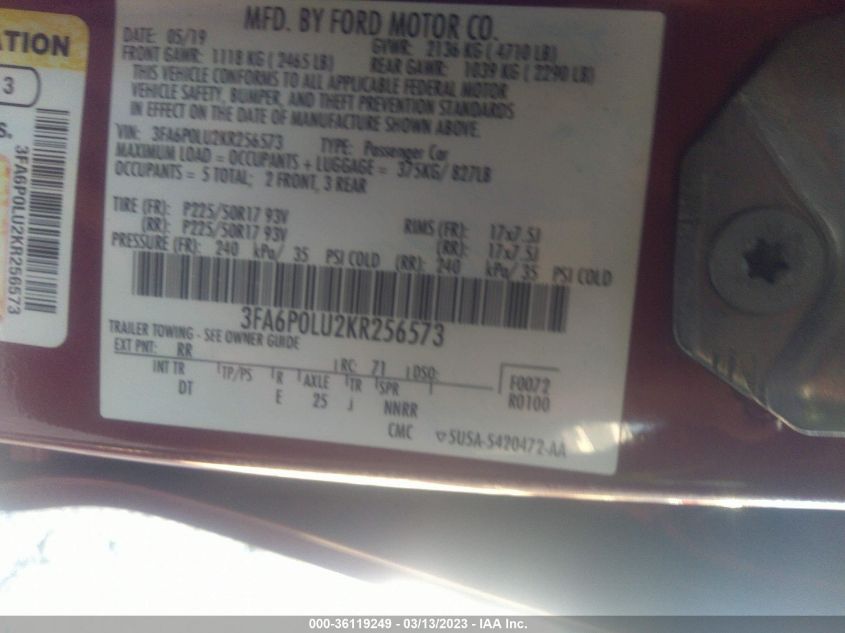 ATION
3
S.
3FA6P0LU2KR256573
MFD. BY FORD MOTOR CO.
DATE: 05/19 GVWR: 2136 KG ( 4710 LB)
FRONT GAWR: 1118 KG ( 2465 LB) REAR GAWR: 1039 KG ( 2290 LB)
THIS VEHICLE CONFORMS TO ALL APPLICABLE FEDERAL MOTOR
VEHICLE SAFETY, BUMPER, AND THEFT PREVENTION STANDARDS
IN EFFECT ON THE DATE OF MANUFACTURE SHOWN ABOVE.
VIN: 3FA6P0LU2KR256573 TYPE: Passenger Car
MAXIMUM LOAD = OCCUPANTS + LUGGAGE = 375KG/ 827LB
OCCUPANTS = 5 TOTAL; 2 FRONT, 3 REAR
TIRE (FR): P225/50R17 93V RIMS (FR): 17x7.5J
(RR): P225/50R17 93V (RR): 17x7.5J
PRESSURE (FR): 240 kPa/ 35 PSI COLD (RR): 240 kPa/ 35 PSI COLD
3FA6P0LU2KR256573
TRAILER TOWING - SEE OWNER GUIDE
EXT PNT: RR RC: 71 DSO:
INT TR TP/PS R AXLE TR SPR F0072
DT E 25 J NNRR R0100
CMC 5USA-5420472-AA
000-36119249 - 03/13/2023 - IAA Inc.